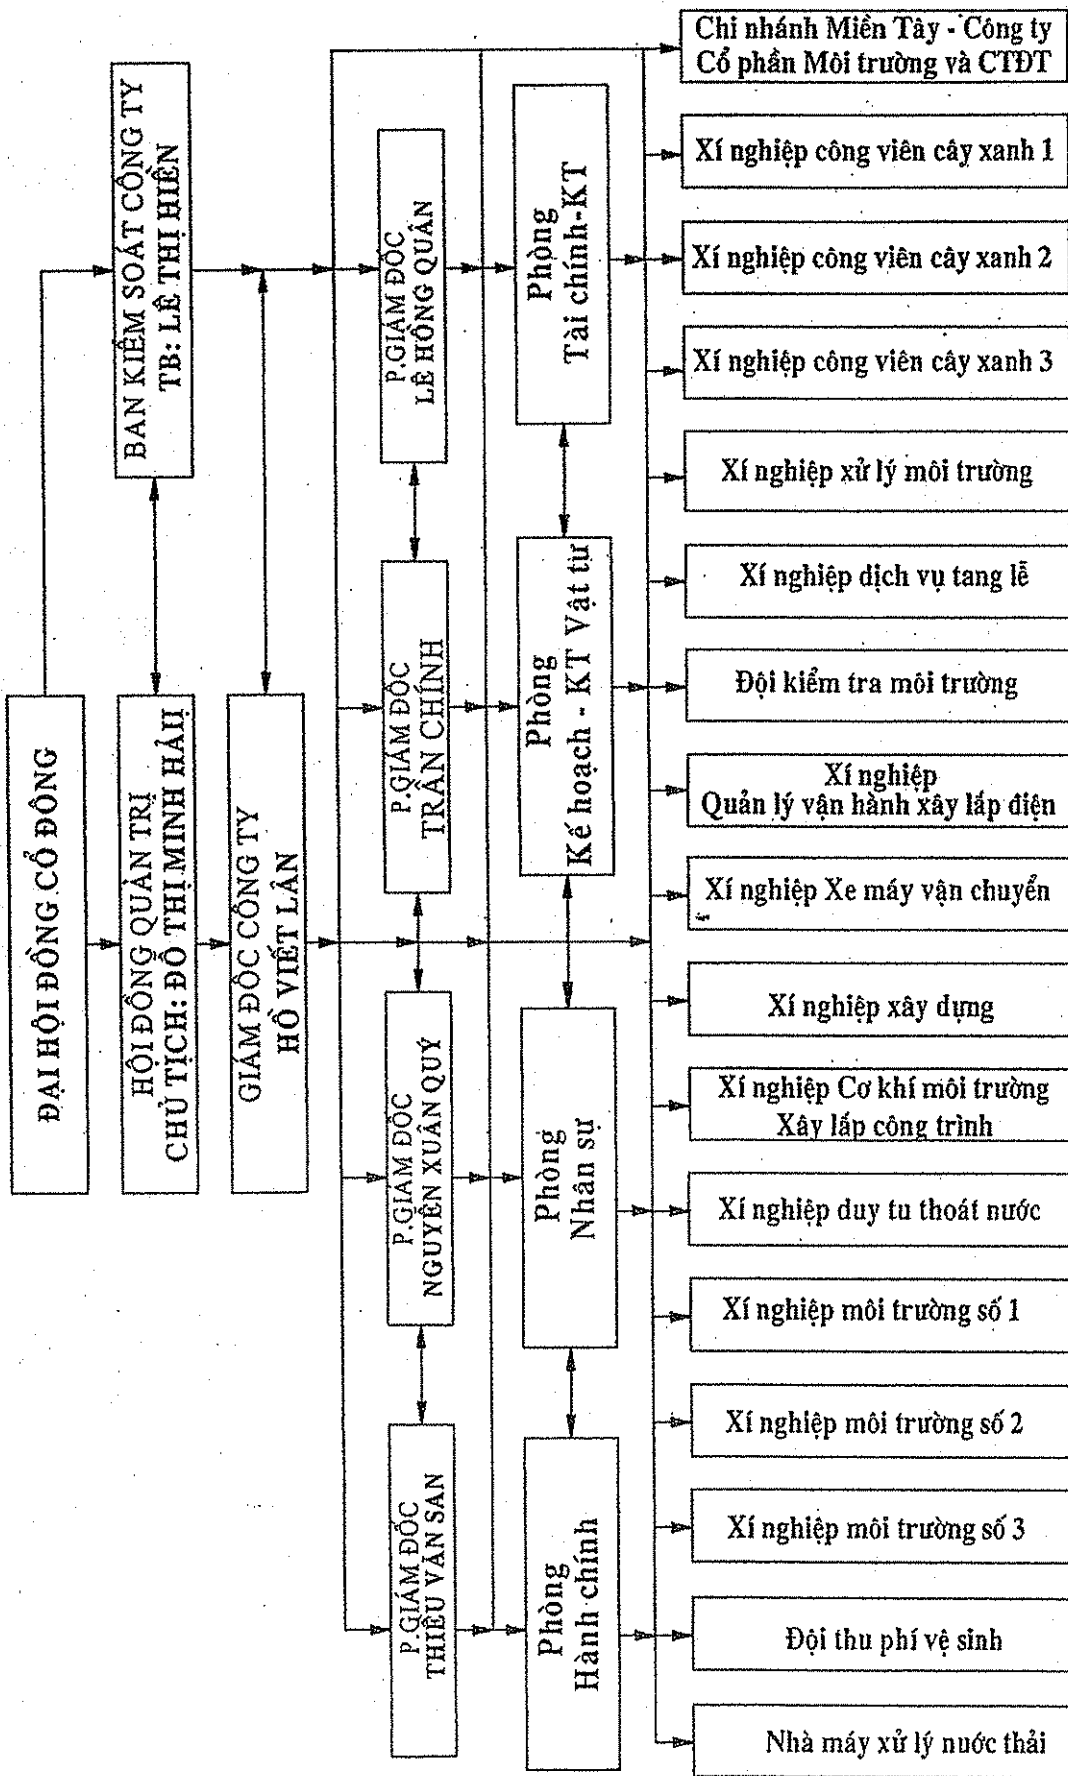 ĐẠI HỘI ĐỒNG CỔ ĐÔNG
HỘI ĐỒNG QUẢN TRỊ
CHỦ TỊCH: ĐỖ THỊ MINH HẢI]
BAN KIỂM SOÁT CÔNG TY
TB: LÊ THỊ HIỀN
GIÁM ĐỐC CÔNG TY
HỒ VIẾT LÂN
P.GIÁM ĐỐC
THIỀU VĂN SAN
P.GIÁM ĐỐC
NGUYỄN XUÂN QUÝ
P.GIÁM ĐỐC
TRẦN CHÍNH
P.GIÁM ĐỐC
LÊ HỒNG QUÂN
Phòng
Hành chính
Phòng
Nhân sự
Phòng
Kế hoạch - KT Vật tư
Phòng
Tài chính-KT
Chi nhánh Miền Tây - Công ty
Cổ phần Môi trường và CTĐT
Xí nghiệp công viên cây xanh 1
Xí nghiệp công viên cây xanh 2
Xí nghiệp công viên cây xanh 3
Xí nghiệp xử lý môi trường
Xí nghiệp dịch vụ tang lễ
Đội kiểm tra môi trường
Xí nghiệp
Quản lý vận hành xây lắp điện
Xí nghiệp Xe máy vận chuyển
Xí nghiệp xây dựng
Xí nghiệp Cơ khí môi trường
Xây lắp công trình
Xí nghiệp duy tu thoát nước
Xí nghiệp môi trường số 1
Xí nghiệp môi trường số 2
Xí nghiệp môi trường số 3
Đội thu phí vệ sinh
Nhà máy xử lý nuớc thải